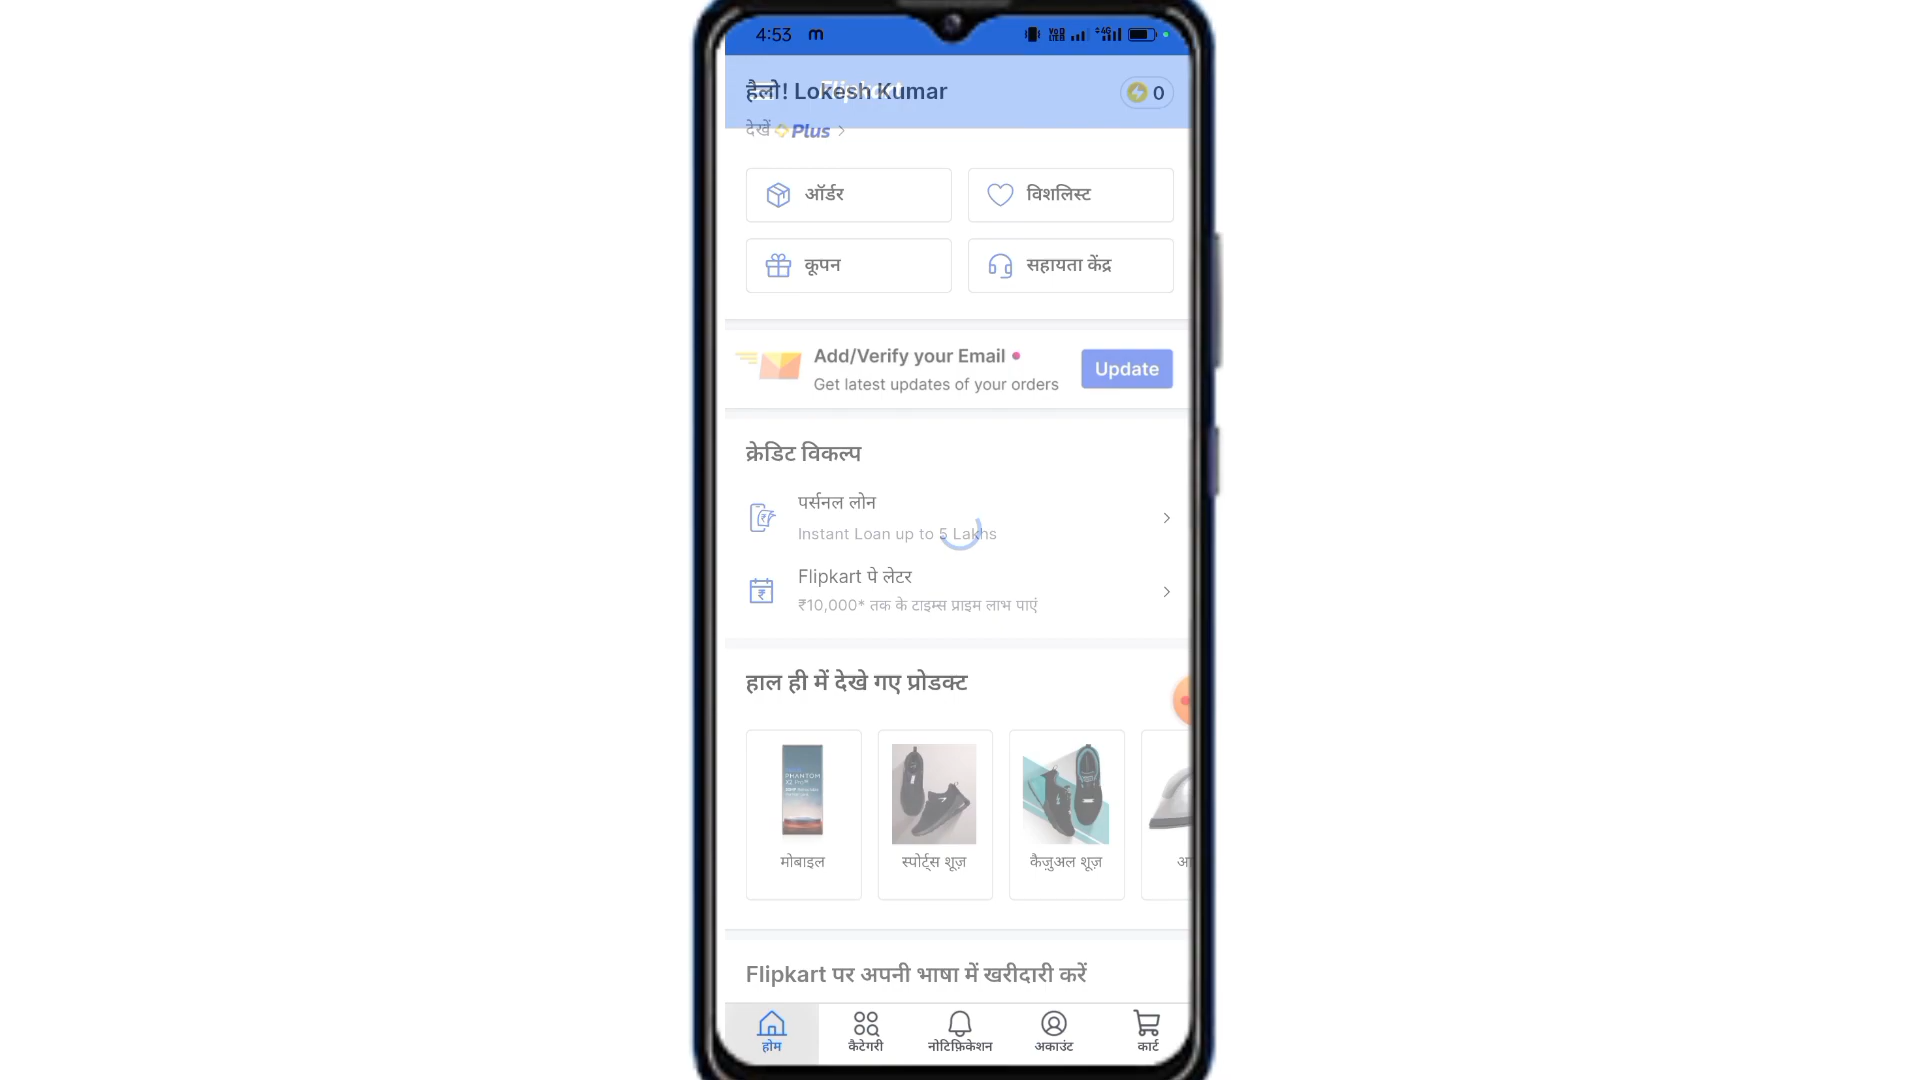 4:53
हैलो! Lokesh Kumar
Flipkart
0
देखें Plus
ऑर्डर
विशलिस्ट
कूपन
सहायता केंद्र
Add/Verify your Email
Get latest updates of your orders
Update
क्रेडिट विकल्प
पर्सनल लोन
Instant Loan up to 5 Lakhs
Flipkart पे लेटर
₹10,000* तक के टाइम्स प्राइम लाभ पाएं
हाल ही में देखे गए प्रोडक्ट
PHANTOM
मोबाइल
स्पोर्ट्स शूज़
कैज़ुअल शूज़
Flipkart पर अपनी भाषा में खरीदारी करें
होम
कैटेगरी
नोटिफ़िकेशन
अकाउंट
कार्ट